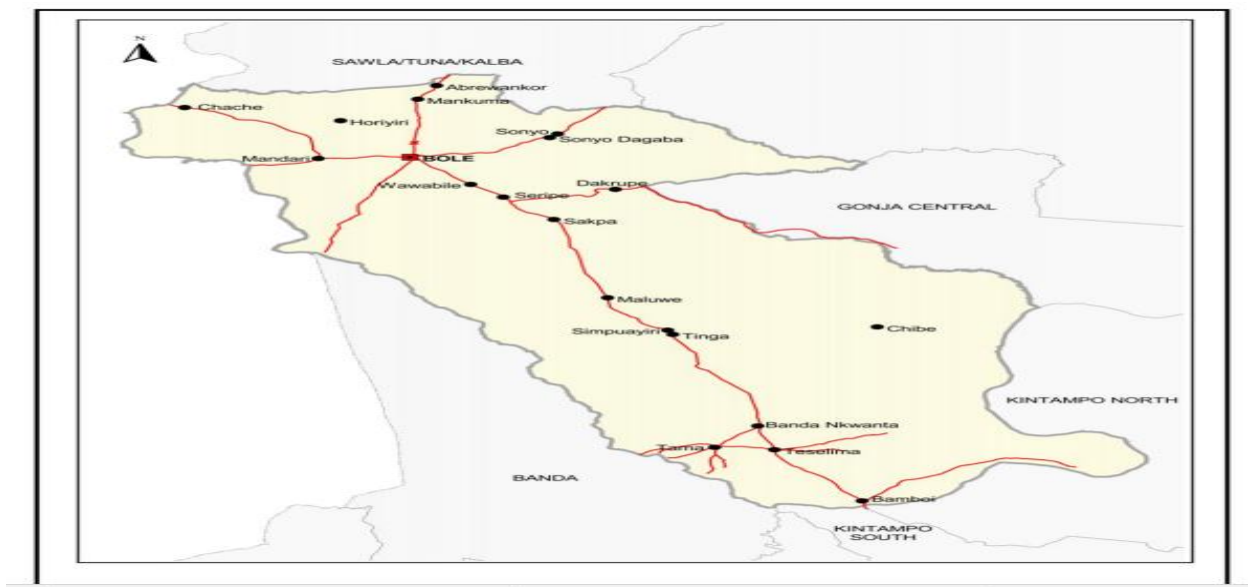 N
SAWLA/TUNA/KALBA
Abrewankor
Mankuma
Chache
Horiyiri
Sonyo
Sonyo Dagaba
Mandari
BOLE
Wawabile
Dakrupe
Seripe
GONJA CENTRAL
Sakpa
Maluwe
Simpuayiri
Tinga
Chibe
KINTAMPO NORTH
Banda Nkwanta
Tama
Teselima
BANDA
Bamboi
KINTAMPO
SOUTH